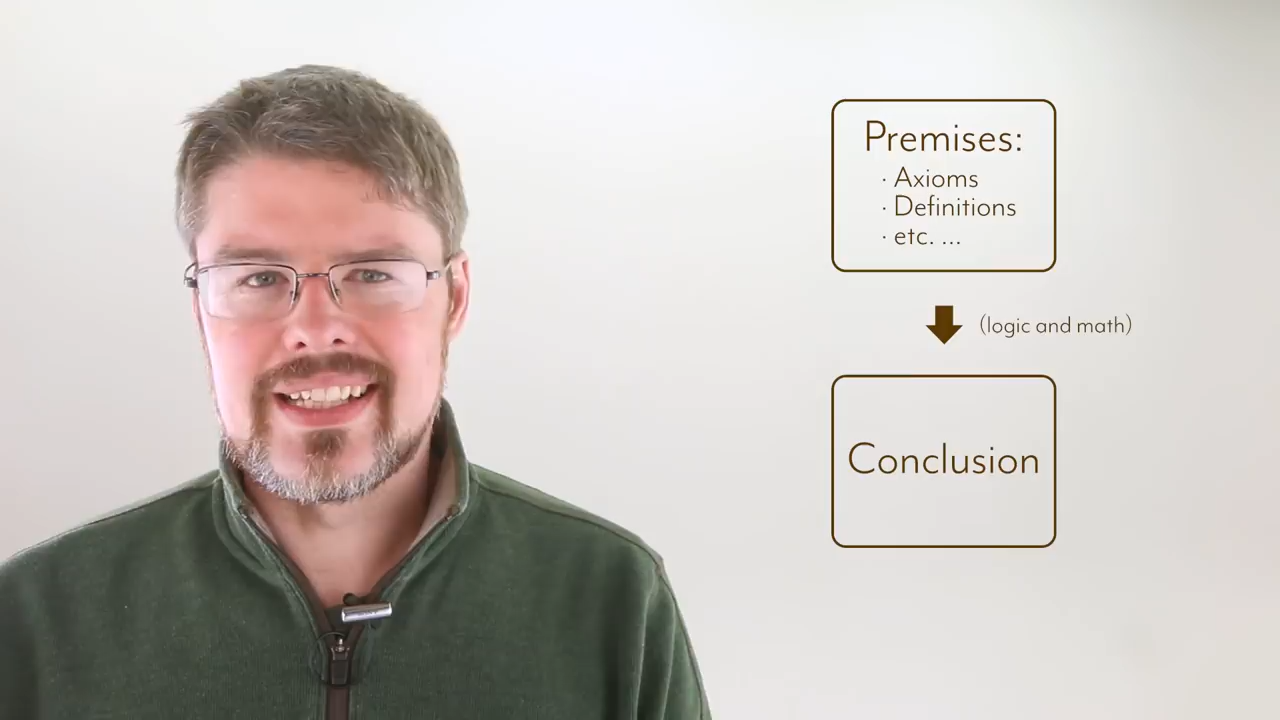 Premises:
· Axioms
· Definitions
· etc. ...
(logic and math)
Conclusion